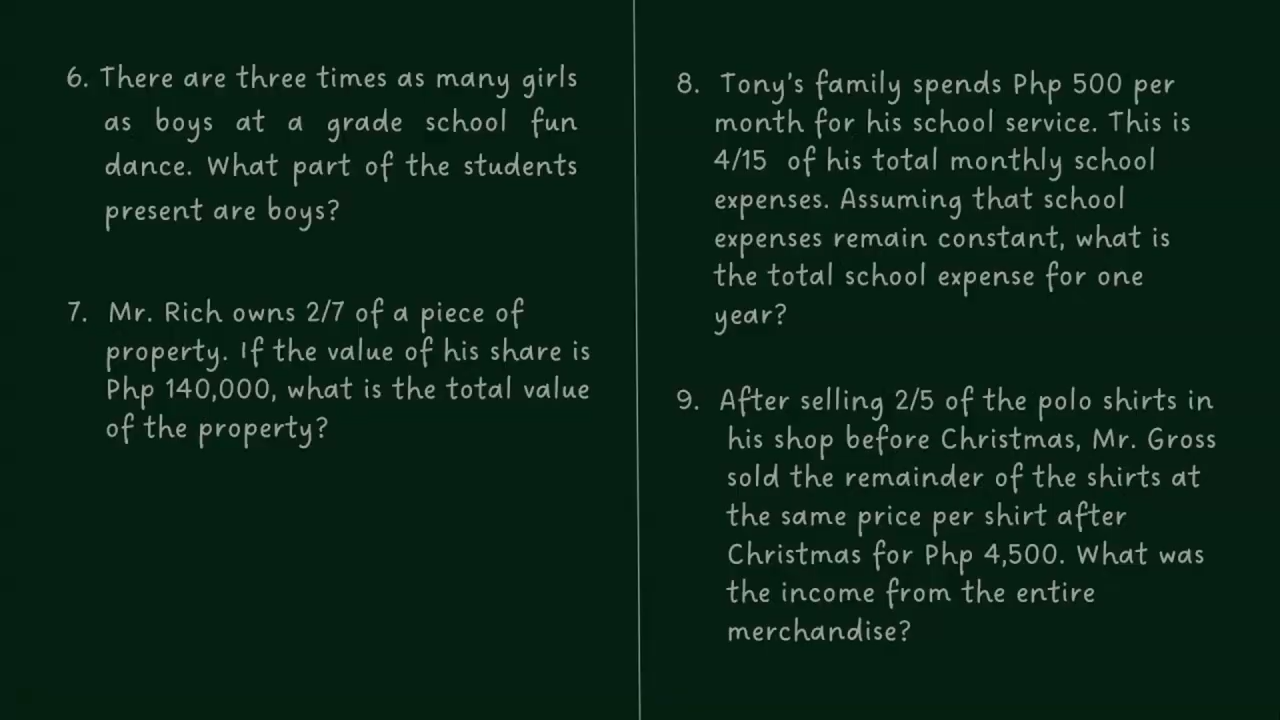 6. There are three times as many girls
as boys at a grade school fun
dance. What part of the students
present are boys?
7. Mr. Rich owns 2/7 of a piece of
property. If the value of his share is
Php 140,000, what is the total value
of the property?
8. Tony's family spends Php 500 per
month for his school service. This is
4/15 of his total monthly school
expenses. Assuming that school
expenses remain constant, what is
the total school expense for one
year?
9. After selling 2/5 of the polo shirts in
his shop before Christmas, Mr. Gross
sold the remainder of the shirts at
the same price per shirt after
Christmas for Php 4,500. What was
the income from the entire
merchandise?